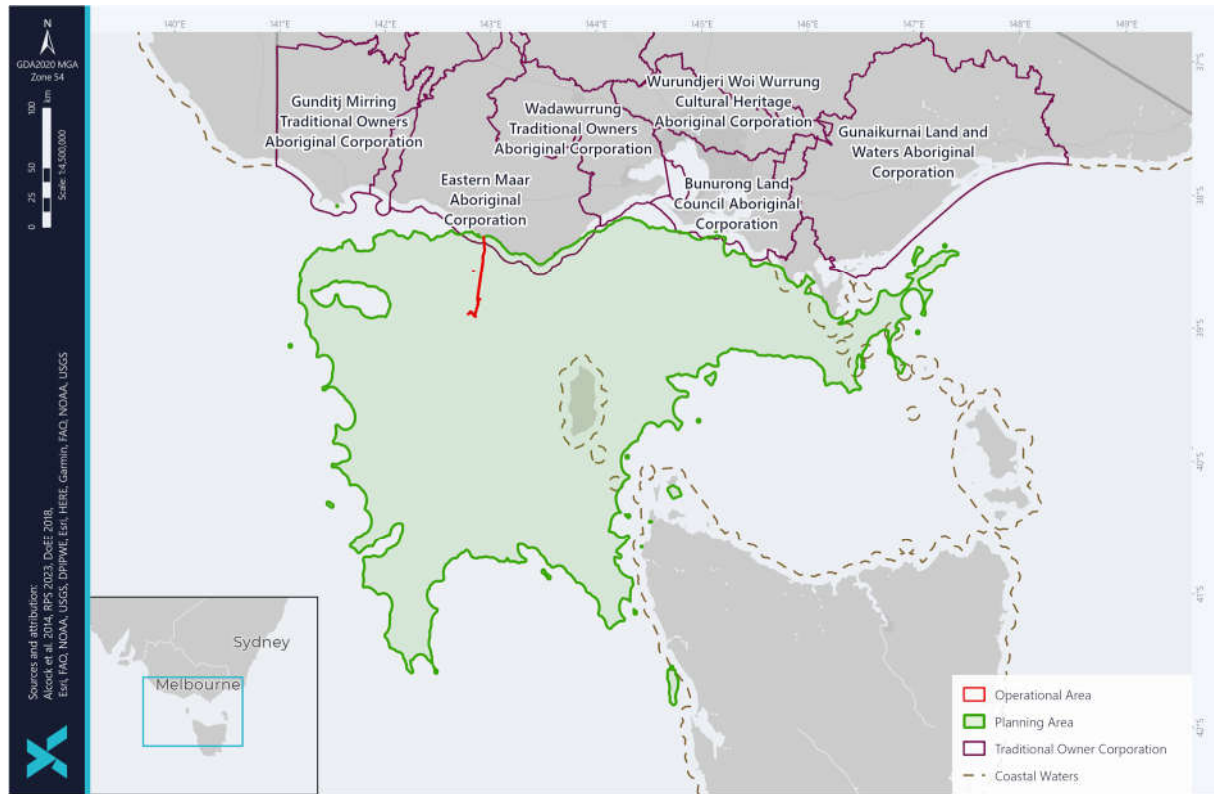 N
GDA2020 MGA
Zone 54
km
100
50
25
0
Scale: 1:4,500,000
Sources and attribution:
Alcock et al. 2014, RPS 2023, DoEE 2018,
Esri, FAO, NOAA, USGS, DPIPWE, Esri, HERE, Garmin, FAO, NOAA, USGS
140°E
141°E
142°E
143°E
144°E
145°E
146°E
147°E
148°E
149°E
37°S
38°S
39°S
40°S
41°S
42°S
Gunditj Mirring
Traditional Owners
Aboriginal Corporation
Wadawurrung
Traditional Owners
Aboriginal Corporation
Wurundjeri Woi Wurrung
Cultural Heritage
Aboriginal Corporation
Gunaikurnai Land and
Waters Aboriginal
Corporation
Eastern Maar
Aboriginal
Corporation
Bunurong Land
Council Aboriginal
Corporation
Sydney
Melbourne
Operational Area
Planning Area
Traditional Owner Corporation
Coastal Waters